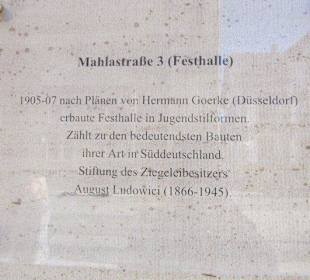 Mahlastraße 3 (Festhalle)
1905-07 nach Plänen von Hermann Goerke (Düsseldorf)
erbaute Festhalle in Jugendstilformen.
Zählt zu den bedeutendsten Bauten
ihrer Art in Süddeutschland.
Stiftung des Ziegeleibesitzers
August Ludowici (1866-1945).